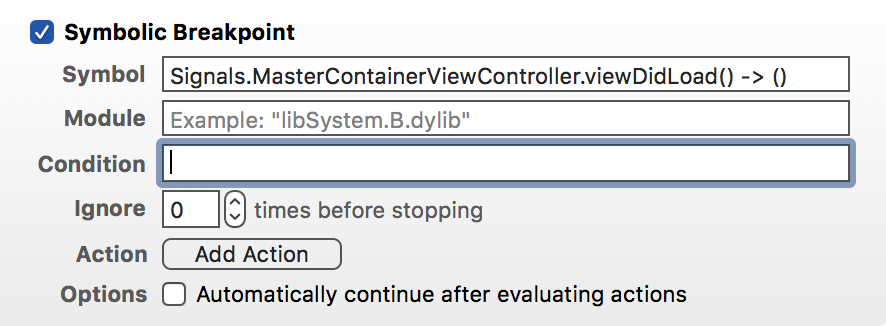 Symbolic Breakpoint
Symbol Signals.MasterContainerViewController.viewDidLoad() -> ()
Module Example: "libSystem.B.dylib"
Condition
Ignore 0 times before stopping
Action Add Action
Options Automatically continue after evaluating actions